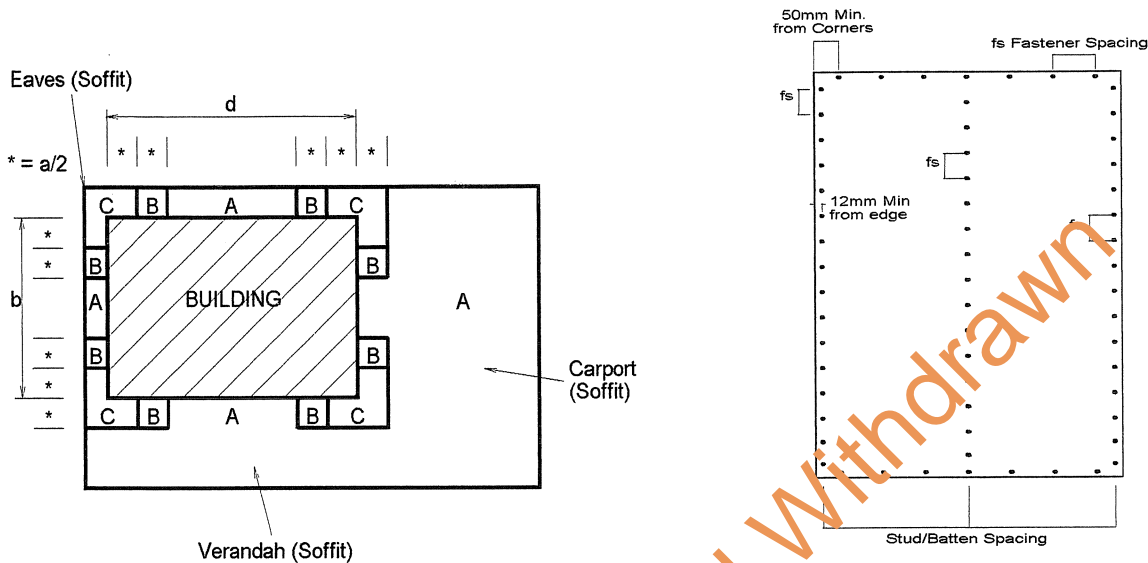 Eaves (Soffit)
d
* = a/2
* * * * *
C B A B C
*
* B B
b A BUILDING A
* B B
*
* C B A B C
Carport
(Soffit)
Verandah (Soffit)
50mm Min.
from Corners
fs Fastener Spacing
fs
fs
12mm Min
from edge
Withdrawn
Stud/Batten Spacing